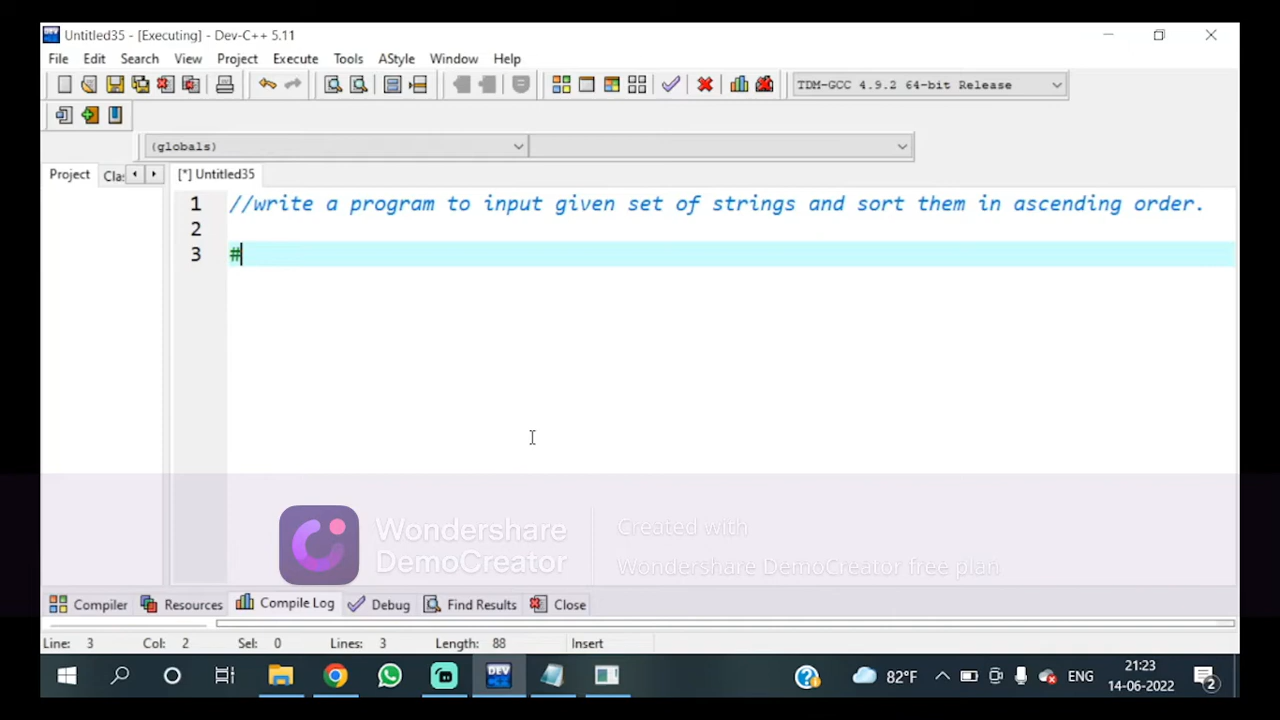 Untitled35 - [Executing] - Dev-C++ 5.11
File Edit Search View Project Execute Tools AStyle Window Help
TDM-GCC 4.9.2 64-bit Release
(globals)
Project Cla [*] Untitled35
1 //write a program to input given set of strings and sort them in ascending order.
2
3 #
Wondershare DemoCreator
Created with
Wondershare DemoCreator free plan
Compiler Resources Compile Log Debug Find Results Close
Line: 3 Col: 2 Sel: 0 Lines: 3 Length: 88 Insert
DEV 82°F ENG 21:23
14-06-2022 2